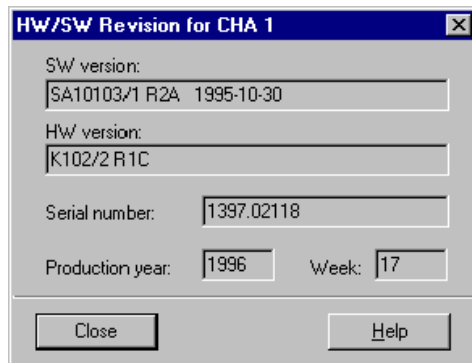 HW/SW Revision for CHA 1
SW version:
SA10103/1 R2A 1995-10-30
HW version:
K102/2 R1C
Serial number: 1397.02118
Production year: 1996 Week: 17
Close Help